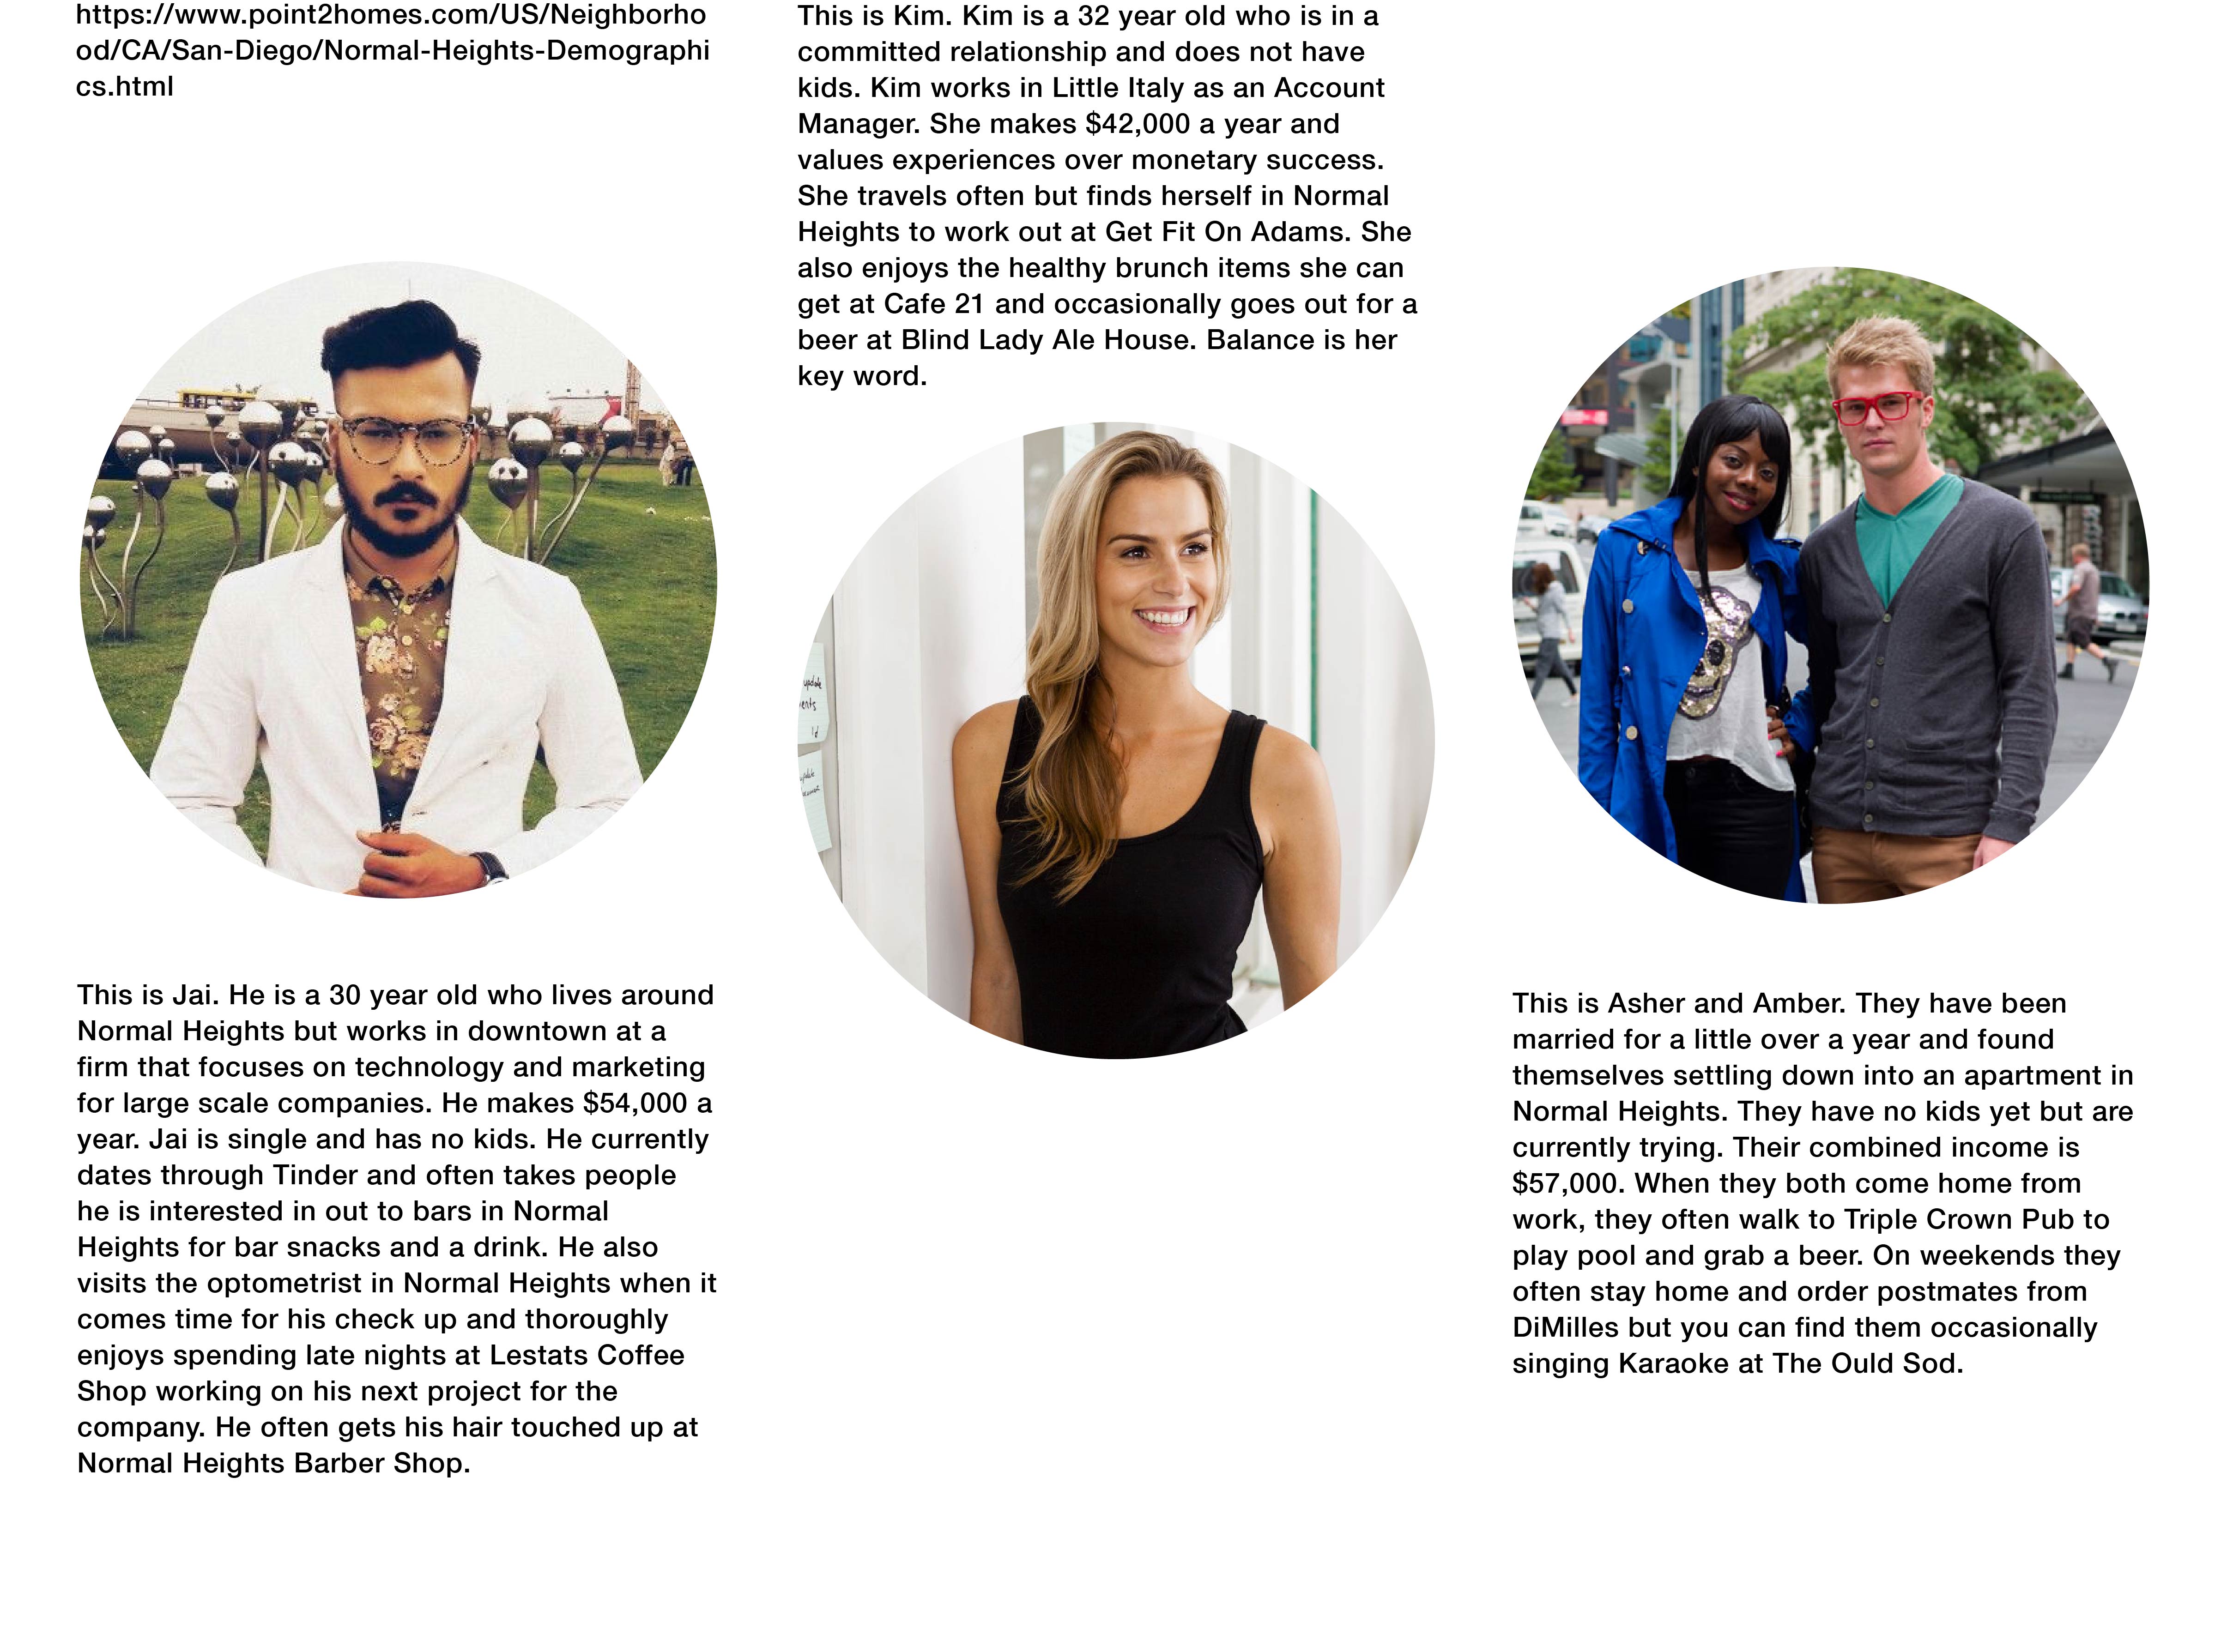 https://www.point2homes.com/US/Neighborho
od/CA/San-Diego/Normal-Heights-Demographi
cs.html
This is Kim. Kim is a 32 year old who is in a
committed relationship and does not have
kids. Kim works in Little Italy as an Account
Manager. She makes $42,000 a year and
values experiences over monetary success.
She travels often but finds herself in Normal
Heights to work out at Get Fit On Adams. She
also enjoys the healthy brunch items she can
get at Cafe 21 and occasionally goes out for a
beer at Blind Lady Ale House. Balance is her
key word.
update
This is Jai. He is a 30 year old who lives around
Normal Heights but works in downtown at a
firm that focuses on technology and marketing
for large scale companies. He makes $54,000 a
year. Jai is single and has no kids. He currently
dates through Tinder and often takes people
he is interested in out to bars in Normal
Heights for bar snacks and a drink. He also
visits the optometrist in Normal Heights when it
comes time for his check up and thoroughly
enjoys spending late nights at Lestats Coffee
Shop working on his next project for the
company. He often gets his hair touched up at
Normal Heights Barber Shop.
This is Asher and Amber. They have been
married for a little over a year and found
themselves settling down into an apartment in
Normal Heights. They have no kids yet but are
currently trying. Their combined income is
$57,000. When they both come home from
work, they often walk to Triple Crown Pub to
play pool and grab a beer. On weekends they
often stay home and order postmates from
DiMilles but you can find them occasionally
singing Karaoke at The Ould Sod.